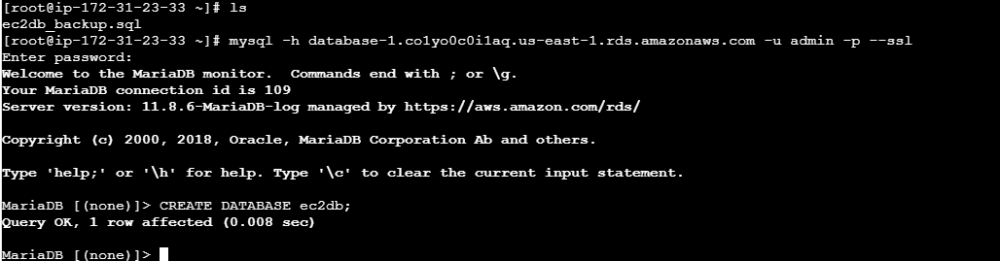 [root@ip-172-31-23-33 ~]# ls
ec2db_backup.sql
[root@ip-172-31-23-33 ~]# mysql -h database-1.co1yo0c0i1aq.us-east-1.rds.amazonaws.com -u admin -p --ssl
Enter password:
Welcome to the MariaDB monitor.  Commands end with ; or \g.
Your MariaDB connection id is 109
Server version: 11.8.6-MariaDB-log managed by https://aws.amazon.com/rds/
Copyright (c) 2000, 2018, Oracle, MariaDB Corporation Ab and others.
Type 'help;' or '\h' for help. Type '\c' to clear the current input statement.
MariaDB [(none)]> CREATE DATABASE ec2db;
Query OK, 1 row affected (0.008 sec)
MariaDB [(none)]>